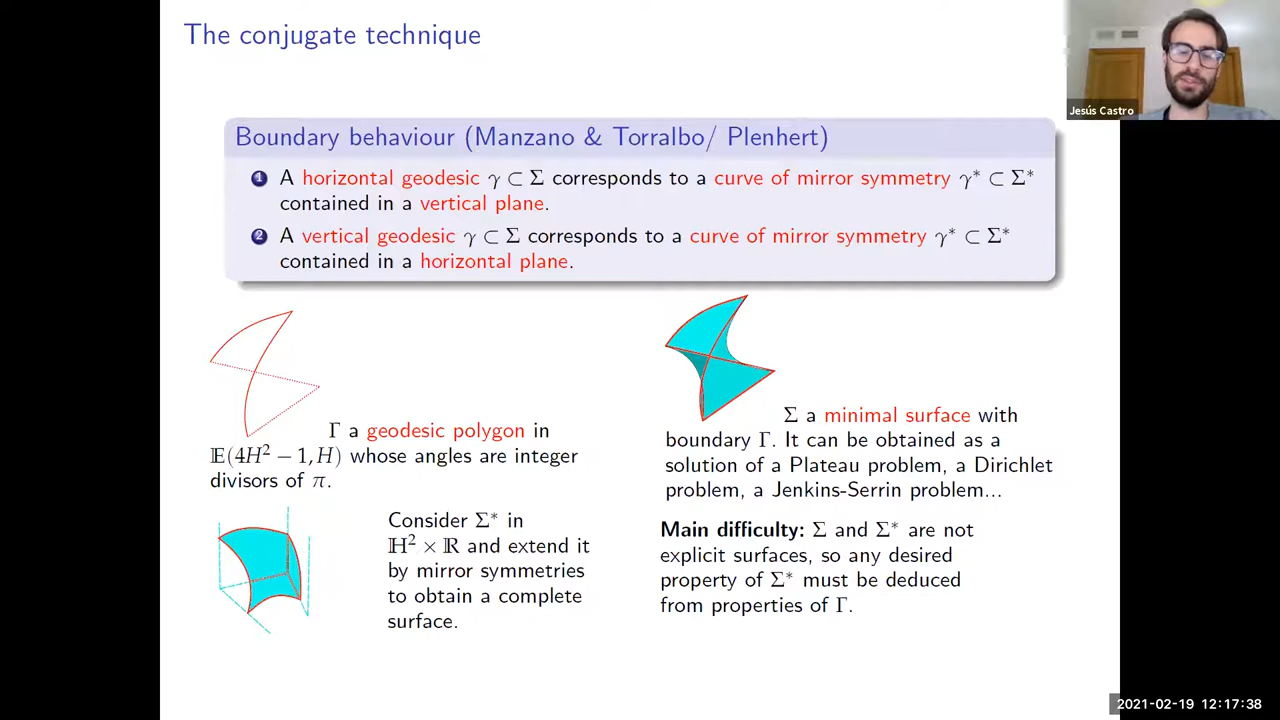 The conjugate technique
Jesús Castro
Boundary behaviour (Manzano & Torralbo/ Plenhert)
1 A horizontal geodesic γ ⊂ Σ corresponds to a curve of mirror symmetry γ* ⊂ Σ*
contained in a vertical plane.
2 A vertical geodesic γ ⊂ Σ corresponds to a curve of mirror symmetry γ* ⊂ Σ*
contained in a horizontal plane.
Γ a geodesic polygon in
𝔼(4H² − 1, H) whose angles are integer
divisors of π.
Σ a minimal surface with
boundary Γ. It can be obtained as a
solution of a Plateau problem, a Dirichlet
problem, a Jenkins-Serrin problem...
Consider Σ* in
ℍ² × ℝ and extend it
by mirror symmetries
to obtain a complete
surface.
Main difficulty: Σ and Σ* are not
explicit surfaces, so any desired
property of Σ* must be deduced
from properties of Γ.
2021-02-19 12:17:38